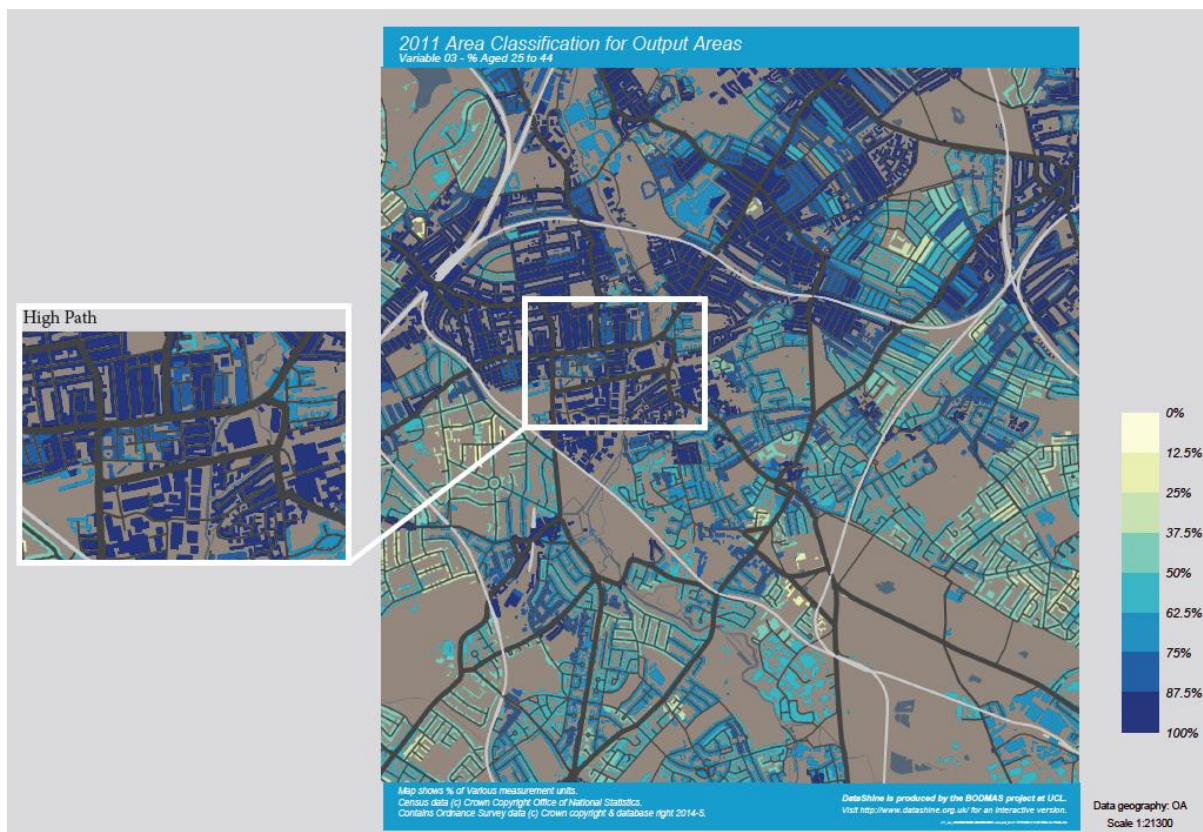 2011 Area Classification for Output Areas
Variable 03 - % Aged 25 to 44
High Path
0%
12.5%
25%
37.5%
50%
62.5%
75%
87.5%
100%
Map shows % of Various measurement units.
Census data (c) Crown Copyright Office of National Statistics.
Contains Ordnance Survey data (c) Crown copyright & database right 2014-5.
DataShine is produced by the BODMAS project at UCL.
Visit http://www.datashine.org.uk/ for an interactive version.
Data geography: OA
Scale 1:21300